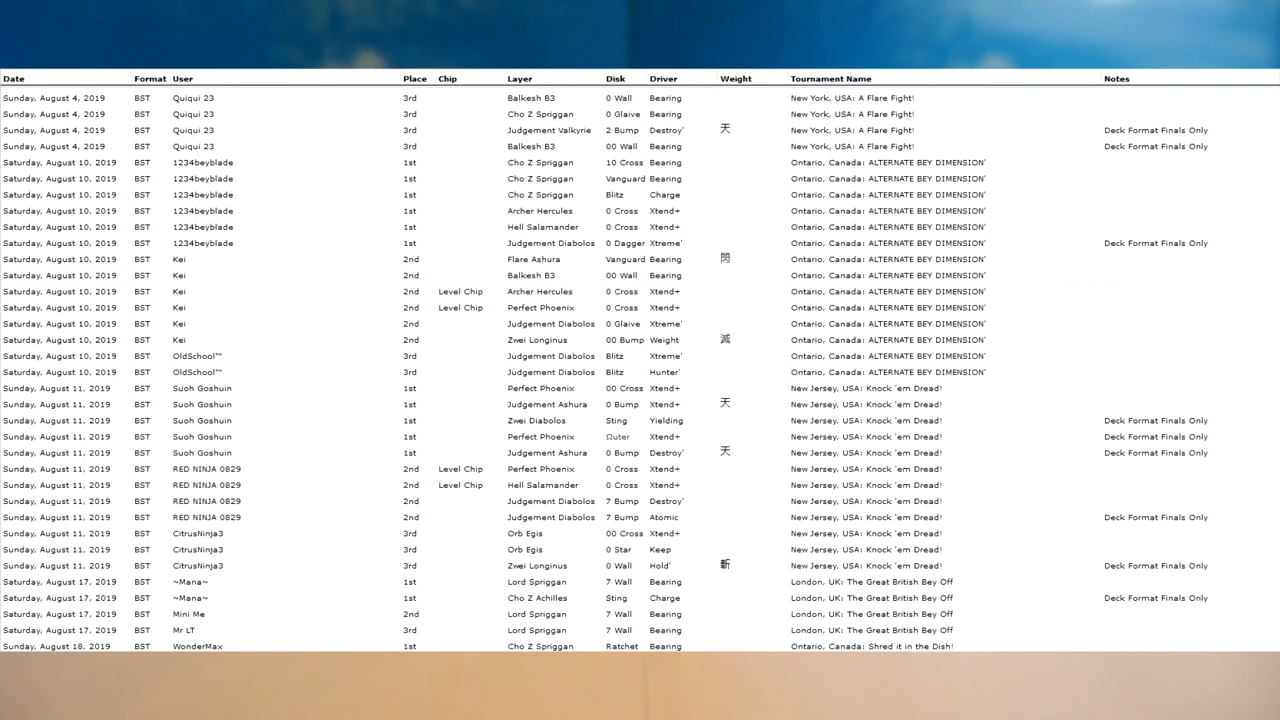 Date Format User Place Chip Layer Disk Driver Weight Tournament Name Notes
Sunday, August 4, 2019 BST Quiqui 23 3rd Balkesh B3 0 Wall Bearing New York, USA: A Flare Fight!
Sunday, August 4, 2019 BST Quiqui 23 3rd Cho Z Spriggan 0 Glaive Bearing New York, USA: A Flare Fight!
Sunday, August 4, 2019 BST Quiqui 23 3rd Judgement Valkyrie 2 Bump Destroy' 天 New York, USA: A Flare Fight! Deck Format Finals Only
Sunday, August 4, 2019 BST Quiqui 23 3rd Balkesh B3 00 Wall Bearing New York, USA: A Flare Fight! Deck Format Finals Only
Saturday, August 10, 2019 BST 1234beyblade 1st Cho Z Spriggan 10 Cross Bearing Ontario, Canada: ALTERNATE BEY DIMENSION'
Saturday, August 10, 2019 BST 1234beyblade 1st Cho Z Spriggan Vanguard Bearing Ontario, Canada: ALTERNATE BEY DIMENSION'
Saturday, August 10, 2019 BST 1234beyblade 1st Cho Z Spriggan Blitz Charge Ontario, Canada: ALTERNATE BEY DIMENSION'
Saturday, August 10, 2019 BST 1234beyblade 1st Archer Hercules 0 Cross Xtend+ Ontario, Canada: ALTERNATE BEY DIMENSION'
Saturday, August 10, 2019 BST 1234beyblade 1st Hell Salamander 0 Cross Xtend+ Ontario, Canada: ALTERNATE BEY DIMENSION'
Saturday, August 10, 2019 BST 1234beyblade 1st Judgement Diabolos 0 Dagger Xtreme' Ontario, Canada: ALTERNATE BEY DIMENSION' Deck Format Finals Only
Saturday, August 10, 2019 BST Kei 2nd Flare Ashura Vanguard Bearing 閃 Ontario, Canada: ALTERNATE BEY DIMENSION'
Saturday, August 10, 2019 BST Kei 2nd Balkesh B3 00 Wall Bearing Ontario, Canada: ALTERNATE BEY DIMENSION'
Saturday, August 10, 2019 BST Kei 2nd Level Chip Archer Hercules 0 Cross Xtend+ Ontario, Canada: ALTERNATE BEY DIMENSION'
Saturday, August 10, 2019 BST Kei 2nd Level Chip Perfect Phoenix 0 Cross Xtend+ Ontario, Canada: ALTERNATE BEY DIMENSION'
Saturday, August 10, 2019 BST Kei 2nd Judgement Diabolos 0 Glaive Xtreme' Ontario, Canada: ALTERNATE BEY DIMENSION'
Saturday, August 10, 2019 BST Kei 2nd Zwei Longinus 00 Bump Weight 滅 Ontario, Canada: ALTERNATE BEY DIMENSION'
Saturday, August 10, 2019 BST OldSchool™ 3rd Judgement Diabolos Blitz Xtreme' Ontario, Canada: ALTERNATE BEY DIMENSION'
Saturday, August 10, 2019 BST OldSchool™ 3rd Judgement Diabolos Blitz Hunter' Ontario, Canada: ALTERNATE BEY DIMENSION'
Sunday, August 11, 2019 BST Suoh Goshuin 1st Perfect Phoenix 00 Cross Xtend+ New Jersey, USA: Knock 'em Dread!
Sunday, August 11, 2019 BST Suoh Goshuin 1st Judgement Ashura 0 Bump Xtend+ 天 New Jersey, USA: Knock 'em Dread!
Sunday, August 11, 2019 BST Suoh Goshuin 1st Zwei Diabolos Sting Yielding New Jersey, USA: Knock 'em Dread! Deck Format Finals Only
Sunday, August 11, 2019 BST Suoh Goshuin 1st Perfect Phoenix Ωuter Xtend+ New Jersey, USA: Knock 'em Dread! Deck Format Finals Only
Sunday, August 11, 2019 BST Suoh Goshuin 1st Judgement Ashura 0 Bump Destroy' 天 New Jersey, USA: Knock 'em Dread! Deck Format Finals Only
Sunday, August 11, 2019 BST RED NINJA 0829 2nd Level Chip Perfect Phoenix 0 Cross Xtend+ New Jersey, USA: Knock 'em Dread!
Sunday, August 11, 2019 BST RED NINJA 0829 2nd Level Chip Hell Salamander 0 Cross Xtend+ New Jersey, USA: Knock 'em Dread!
Sunday, August 11, 2019 BST RED NINJA 0829 2nd Judgement Diabolos 7 Bump Destroy' New Jersey, USA: Knock 'em Dread!
Sunday, August 11, 2019 BST RED NINJA 0829 2nd Judgement Diabolos 7 Bump Atomic New Jersey, USA: Knock 'em Dread! Deck Format Finals Only
Sunday, August 11, 2019 BST CitrusNinja3 3rd Orb Egis 00 Cross Xtend+ New Jersey, USA: Knock 'em Dread!
Sunday, August 11, 2019 BST CitrusNinja3 3rd Orb Egis 0 Star Keep New Jersey, USA: Knock 'em Dread!
Sunday, August 11, 2019 BST CitrusNinja3 3rd Zwei Longinus 0 Wall Hold' 斬 New Jersey, USA: Knock 'em Dread! Deck Format Finals Only
Saturday, August 17, 2019 BST ~Mana~ 1st Lord Spriggan 7 Wall Bearing London, UK: The Great British Bey Off
Saturday, August 17, 2019 BST ~Mana~ 1st Cho Z Achilles Sting Charge London, UK: The Great British Bey Off Deck Format Finals Only
Saturday, August 17, 2019 BST Mini Me 2nd Lord Spriggan 7 Wall Bearing London, UK: The Great British Bey Off
Saturday, August 17, 2019 BST Mr LT 3rd Lord Spriggan 7 Wall Bearing London, UK: The Great British Bey Off
Sunday, August 18, 2019 BST WonderMax 1st Cho Z Spriggan Ratchet Bearing Ontario, Canada: Shred it in the Dish!